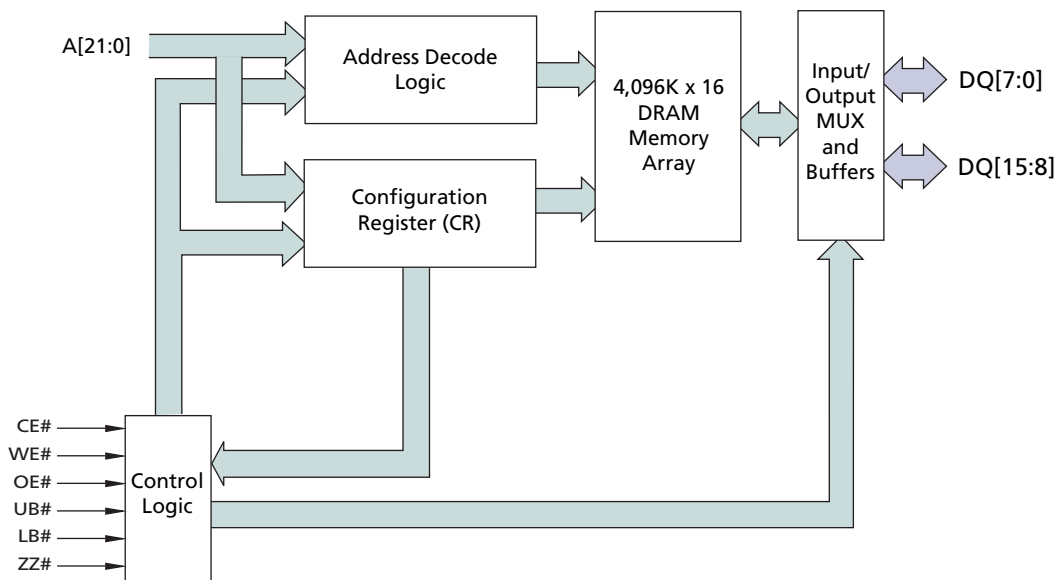 A[21:0]
Address Decode
Logic
4,096K x 16
DRAM
Memory
Array
Input/
Output
MUX
and
Buffers
DQ[7:0]
DQ[15:8]
Configuration
Register (CR)
CE#
WE#
OE#
UB#
LB#
ZZ#
Control
Logic